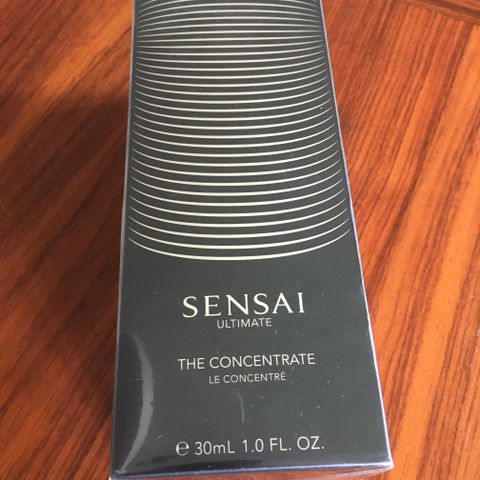 SENSAI
ULTIMATE
THE CONCENTRATE
LE CONCENTRÉ
℮ 30mL 1.0 FL. OZ.